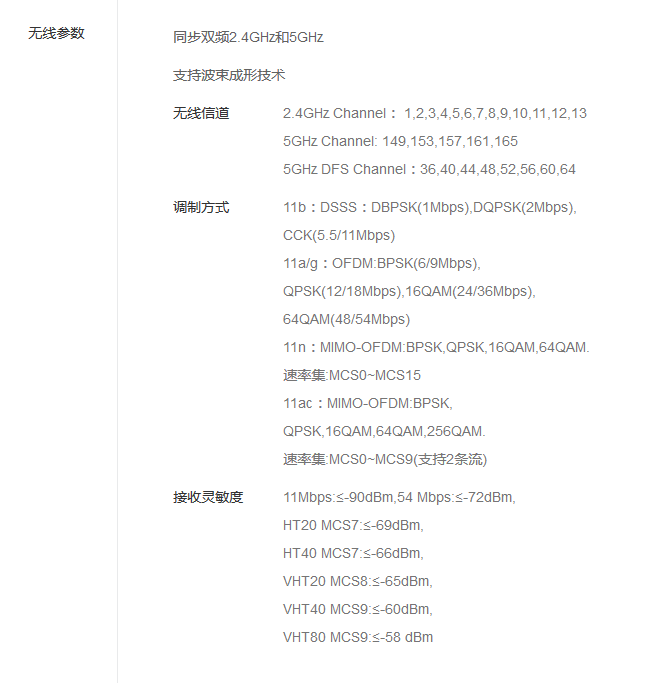 无线参数
同步双频2.4GHz和5GHz
支持波束成形技术
无线信道
2.4GHz Channel： 1,2,3,4,5,6,7,8,9,10,11,12,13
5GHz Channel: 149,153,157,161,165
5GHz DFS Channel：36,40,44,48,52,56,60,64
调制方式
11b：DSSS：DBPSK(1Mbps),DQPSK(2Mbps),
CCK(5.5/11Mbps)
11a/g：OFDM:BPSK(6/9Mbps),
QPSK(12/18Mbps),16QAM(24/36Mbps),
64QAM(48/54Mbps)
11n：MIMO-OFDM:BPSK,QPSK,16QAM,64QAM.
速率集:MCS0~MCS15
11ac：MIMO-OFDM:BPSK,
QPSK,16QAM,64QAM,256QAM.
速率集:MCS0~MCS9(支持2条流)
接收灵敏度
11Mbps:≤-90dBm,54 Mbps:≤-72dBm,
HT20 MCS7:≤-69dBm,
HT40 MCS7:≤-66dBm,
VHT20 MCS8:≤-65dBm,
VHT40 MCS9:≤-60dBm,
VHT80 MCS9:≤-58 dBm